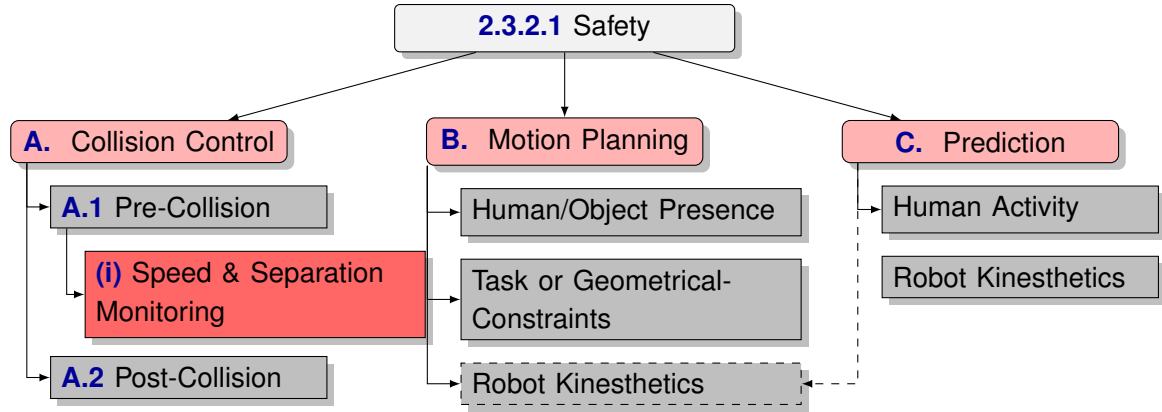 2.3.2.1 Safety
A. Collision Control
A.1 Pre-Collision
(i) Speed & Separation
Monitoring
A.2 Post-Collision
B. Motion Planning
Human/Object Presence
Task or Geometrical-
Constraints
Robot Kinesthetics
C. Prediction
Human Activity
Robot Kinesthetics